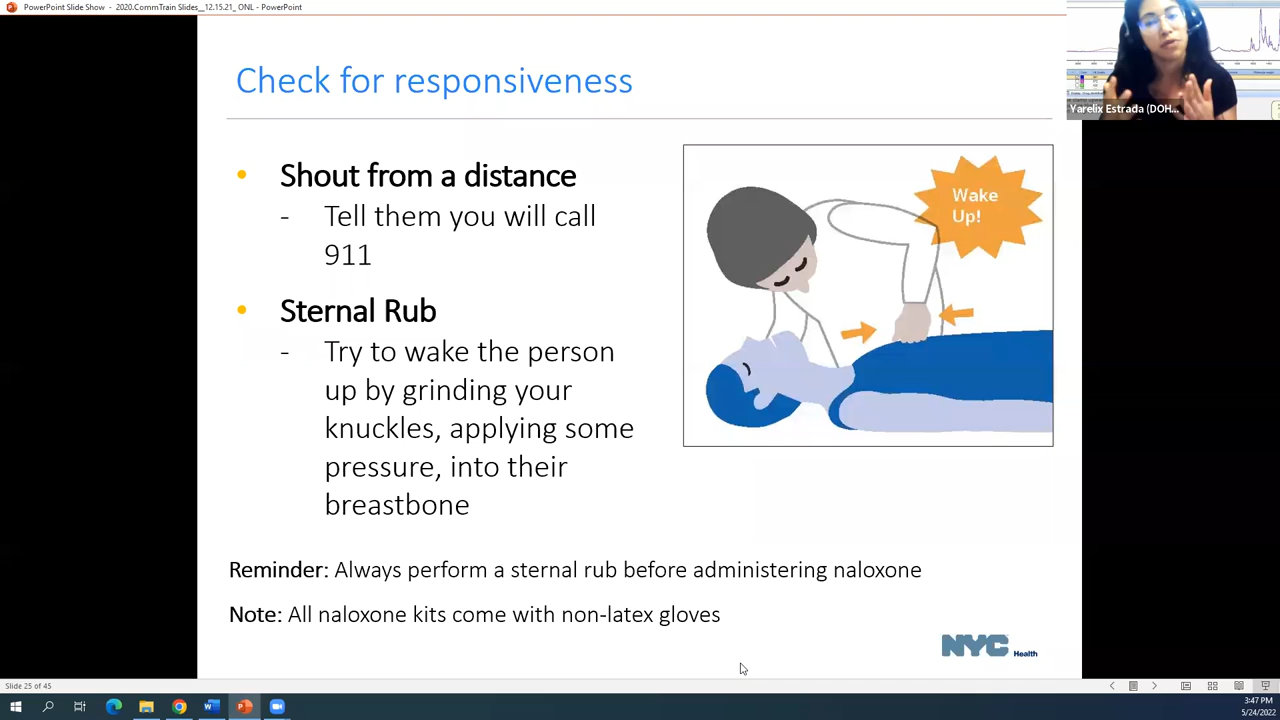 PowerPoint Slide Show - 2020.CommTrain Slides__12.15.21_ ONL - PowerPoint
Yarelix Estrada (DOH...
Check for responsiveness
• Shout from a distance
- Tell them you will call
911
• Sternal Rub
- Try to wake the person
up by grinding your
knuckles, applying some
pressure, into their
breastbone
Wake
Up!
Reminder: Always perform a sternal rub before administering naloxone
Note: All naloxone kits come with non-latex gloves
NYC
Health
Slide 25 of 45
3:47 PM
5/24/2022